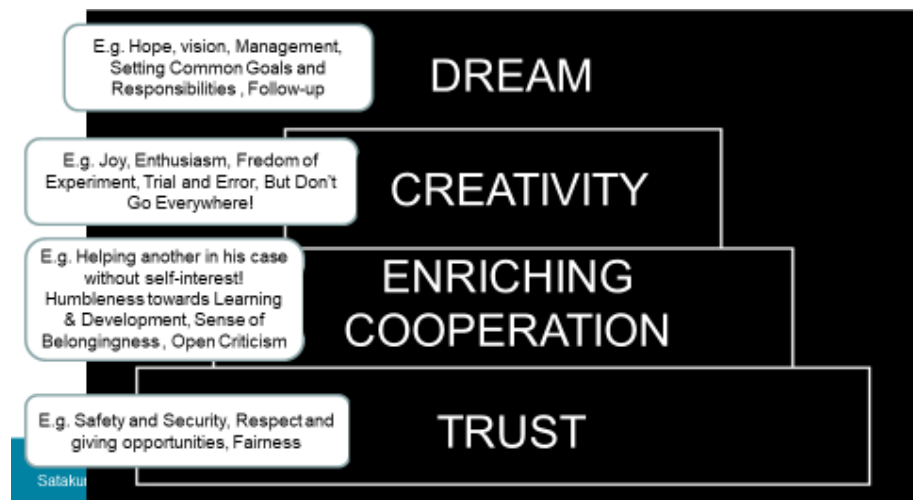 E.g. Hope, vision, Management,
Setting Common Goals and
Responsibilities , Follow-up
DREAM
E.g. Joy, Enthusiasm, Fredom of
Experiment, Trial and Error, But Don't
Go Everywhere!
CREATIVITY
E.g. Helping another in his case
without self-interest!
Humbleness towards Learning
& Development, Sense of
Belongingness , Open Criticism
ENRICHING
COOPERATION
E.g. Safety and Security, Respect and
giving opportunities, Fairness
TRUST